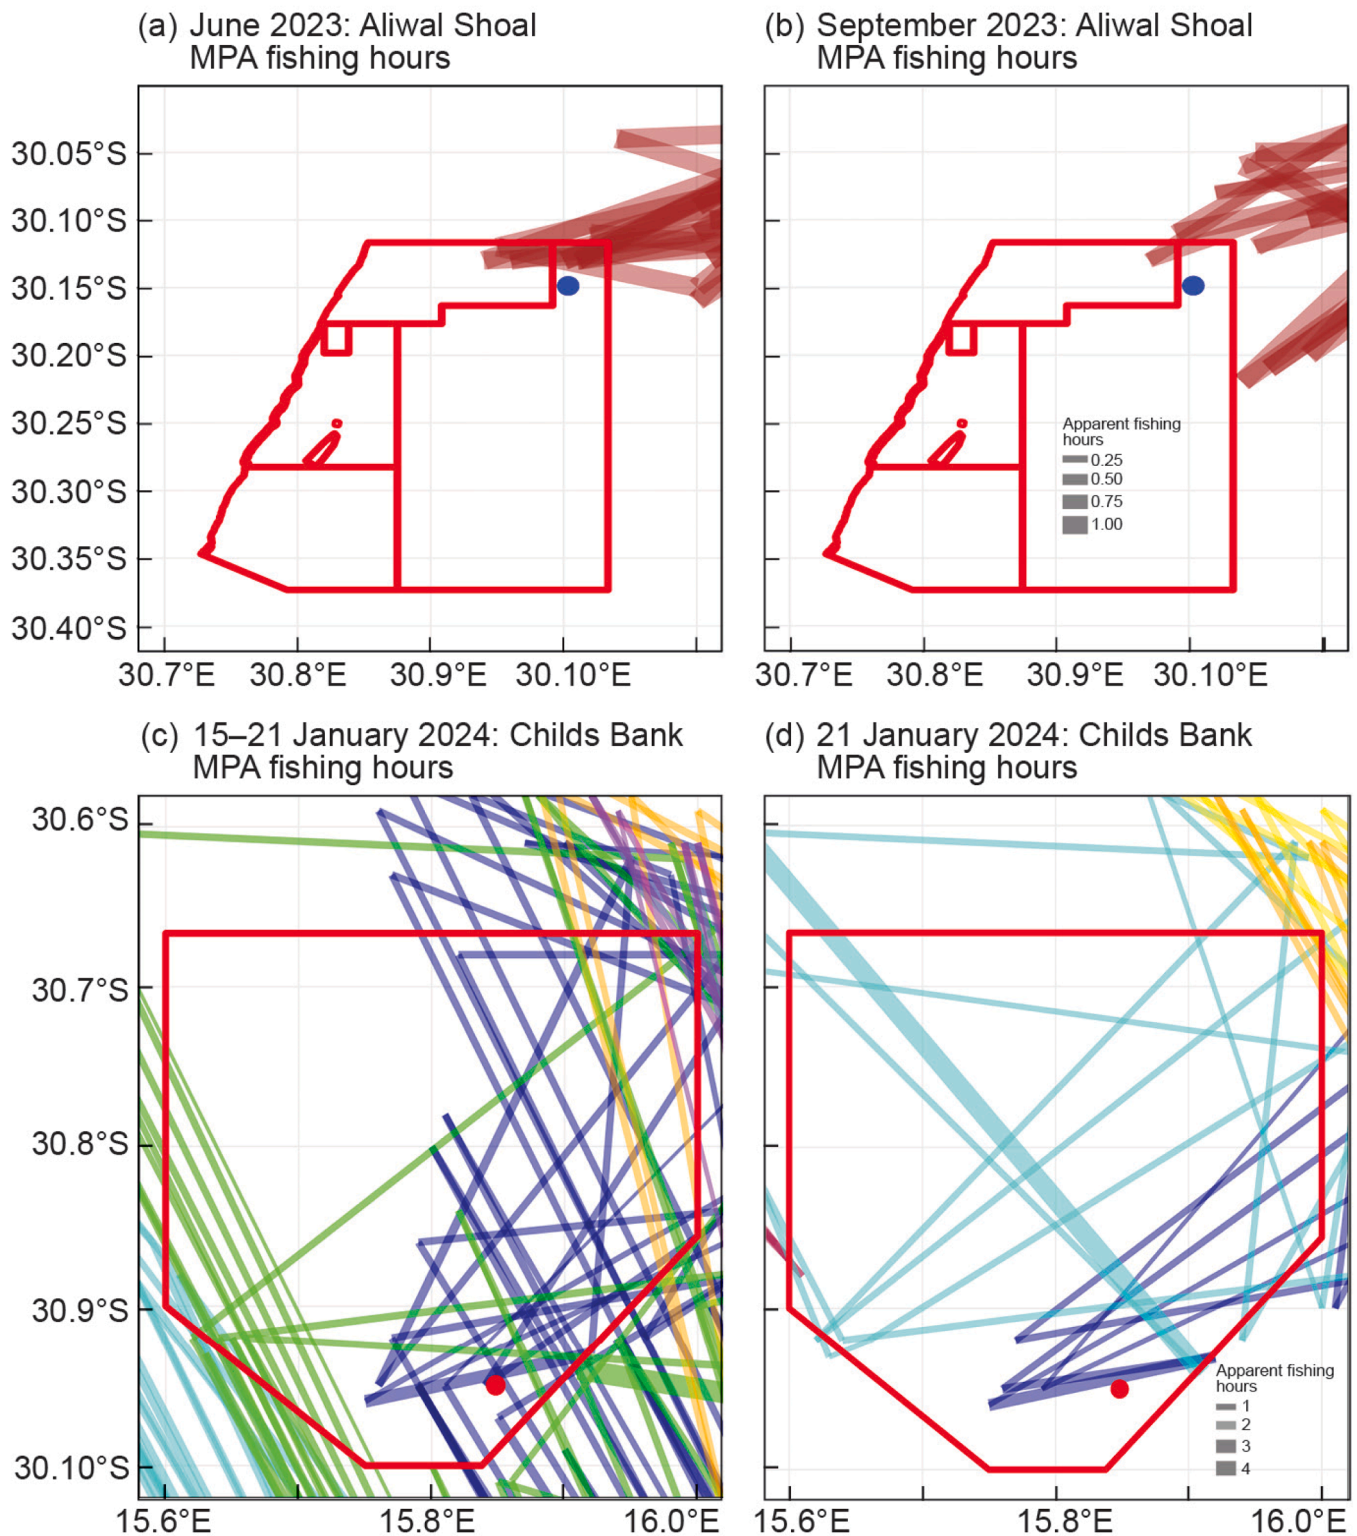 (a) June 2023: Aliwal Shoal
MPA fishing hours
(b) September 2023: Aliwal Shoal
MPA fishing hours
30.05°S
30.10°S
30.15°S
30.20°S
30.25°S
30.30°S
30.35°S
30.40°S
Apparent fishing
hours
0.25
0.50
0.75
1.00
30.7°E 30.8°E 30.9°E 30.10°E
30.7°E 30.8°E 30.9°E 30.10°E
(c) 15–21 January 2024: Childs Bank
MPA fishing hours
(d) 21 January 2024: Childs Bank
MPA fishing hours
30.6°S
30.7°S
30.8°S
30.9°S
30.10°S
Apparent fishing
hours
1
2
3
4
15.6°E 15.8°E 16.0°E
15.6°E 15.8°E 16.0°E